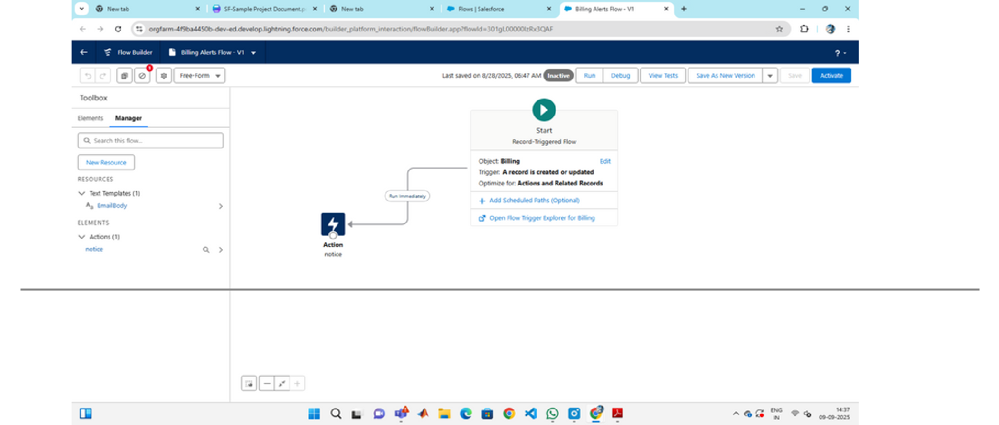 New tab
SF-Sample Project Document.p
New tab
Flows | Salesforce
Billing Alerts Flow - V1
orgfarm-4f9ba4450b-dev-ed.develop.lightning.force.com/builder_platform_interaction/flowBuilder.app?flowId=301gL00000IzRx3QAF
Flow Builder
Billing Alerts Flow - V1
?
1
Free-Form
Last saved on 8/28/2025, 06:47 AM
Inactive
Run
Debug
View Tests
Save As New Version
Save
Activate
Toolbox
Elements
Manager
Search this flow...
New Resource
RESOURCES
Text Templates (1)
EmailBody
ELEMENTS
Actions (1)
notice
Start
Record-Triggered Flow
Object: Billing
Edit
Trigger: A record is created or updated
Optimize for: Actions and Related Records
Add Scheduled Paths (Optional)
Open Flow Trigger Explorer for Billing
Run Immediately
Action
notice
ENG
IN
14:37
09-09-2025